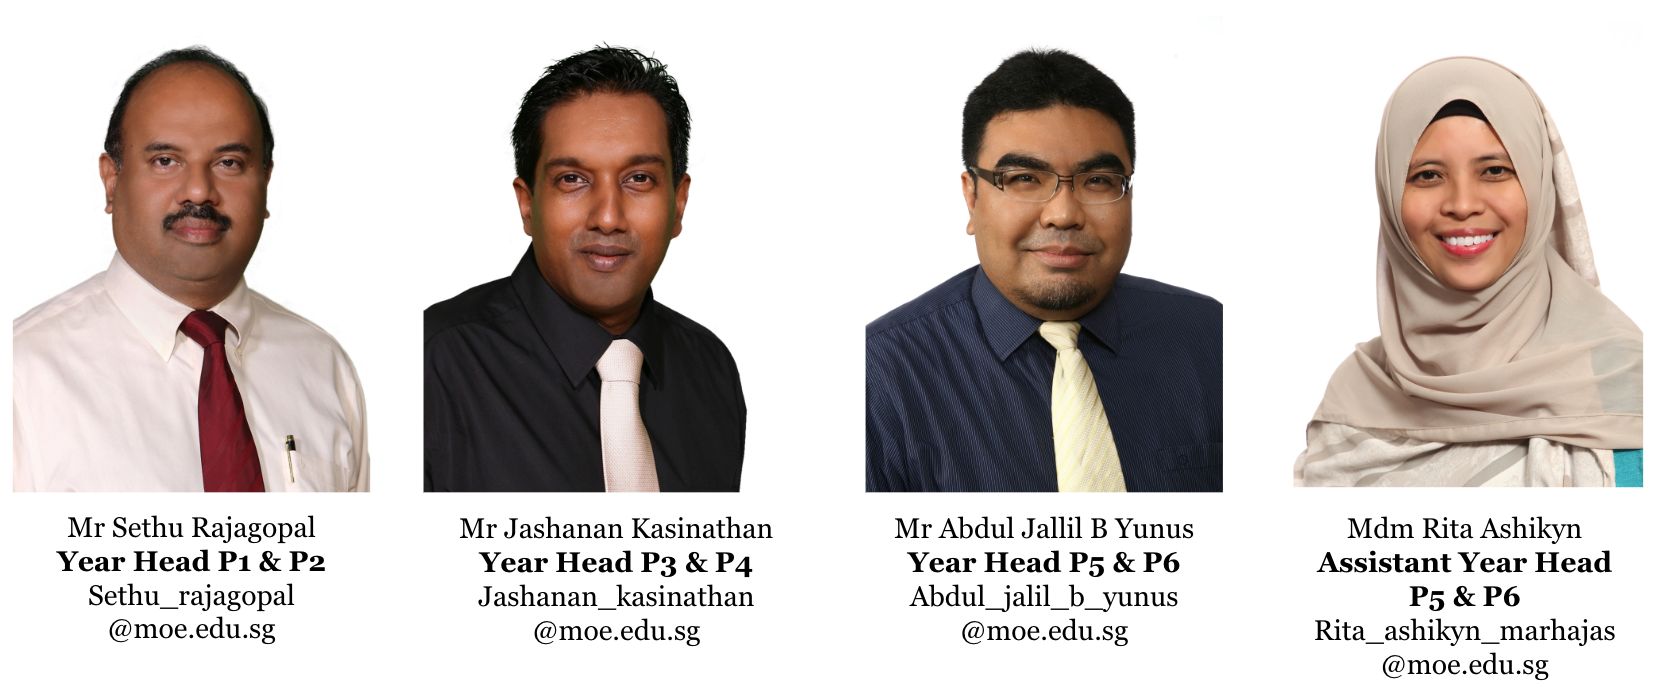 Mr Sethu Rajagopal
Year Head P1 & P2
Sethu_rajagopal
@moe.edu.sg
Mr Jashanan Kasinathan
Year Head P3 & P4
Jashanan_kasinathan
@moe.edu.sg
Mr Abdul Jallil B Yunus
Year Head P5 & P6
Abdul_jalil_b_yunus
@moe.edu.sg
Mdm Rita Ashikyn
Assistant Year Head
P5 & P6
Rita_ashikyn_marhajas
@moe.edu.sg